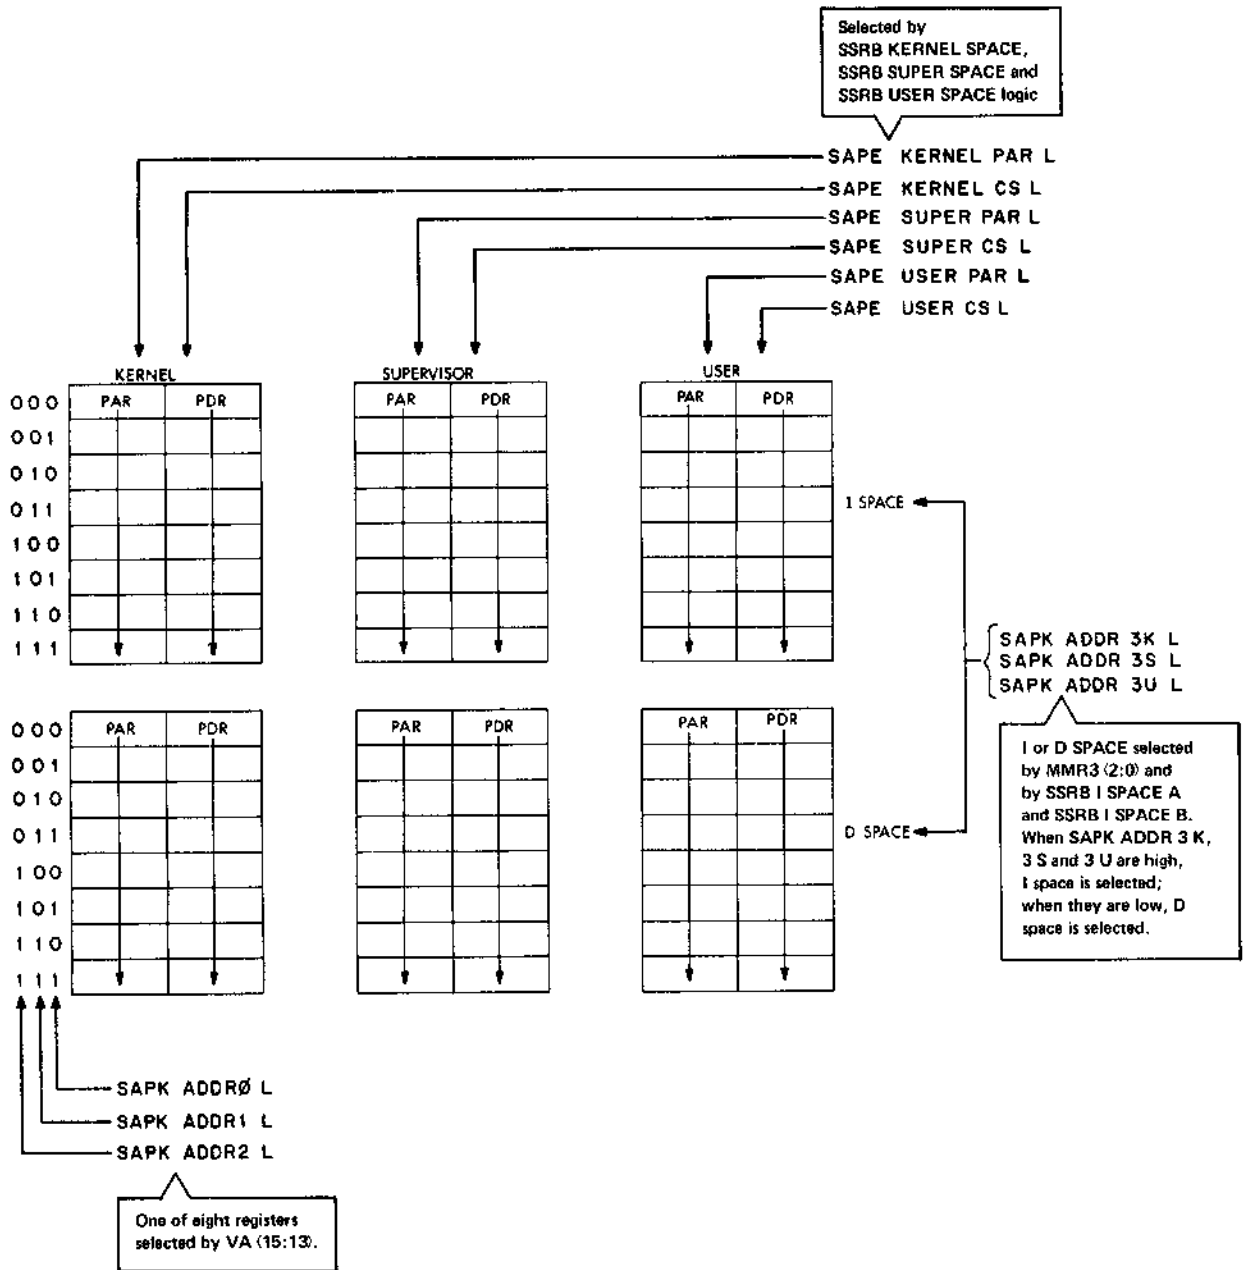 Selected by
SSRB KERNEL SPACE,
SSRB SUPER SPACE and
SSRB USER SPACE logic
SAPE KERNEL PAR L
SAPE KERNEL CS L
SAPE SUPER PAR L
SAPE SUPER CS L
SAPE USER PAR L
SAPE USER CS L
KERNEL SUPERVISOR USER
000 PAR PDR PAR PDR PAR PDR
001
010
011 I SPACE
100
101
110
111
SAPK ADDR 3K L
SAPK ADDR 3S L
SAPK ADDR 3U L
000 PAR PDR PAR PDR PAR PDR
001
010
011 D SPACE
100
101
110
111
I or D SPACE selected
by MMR3 (2:0) and
by SSRB I SPACE A
and SSRB I SPACE B.
When SAPK ADDR 3 K,
3 S and 3 U are high,
I space is selected;
when they are low, D
space is selected.
SAPK ADDRØ L
SAPK ADDR1 L
SAPK ADDR2 L
One of eight registers
selected by VA (15:13).